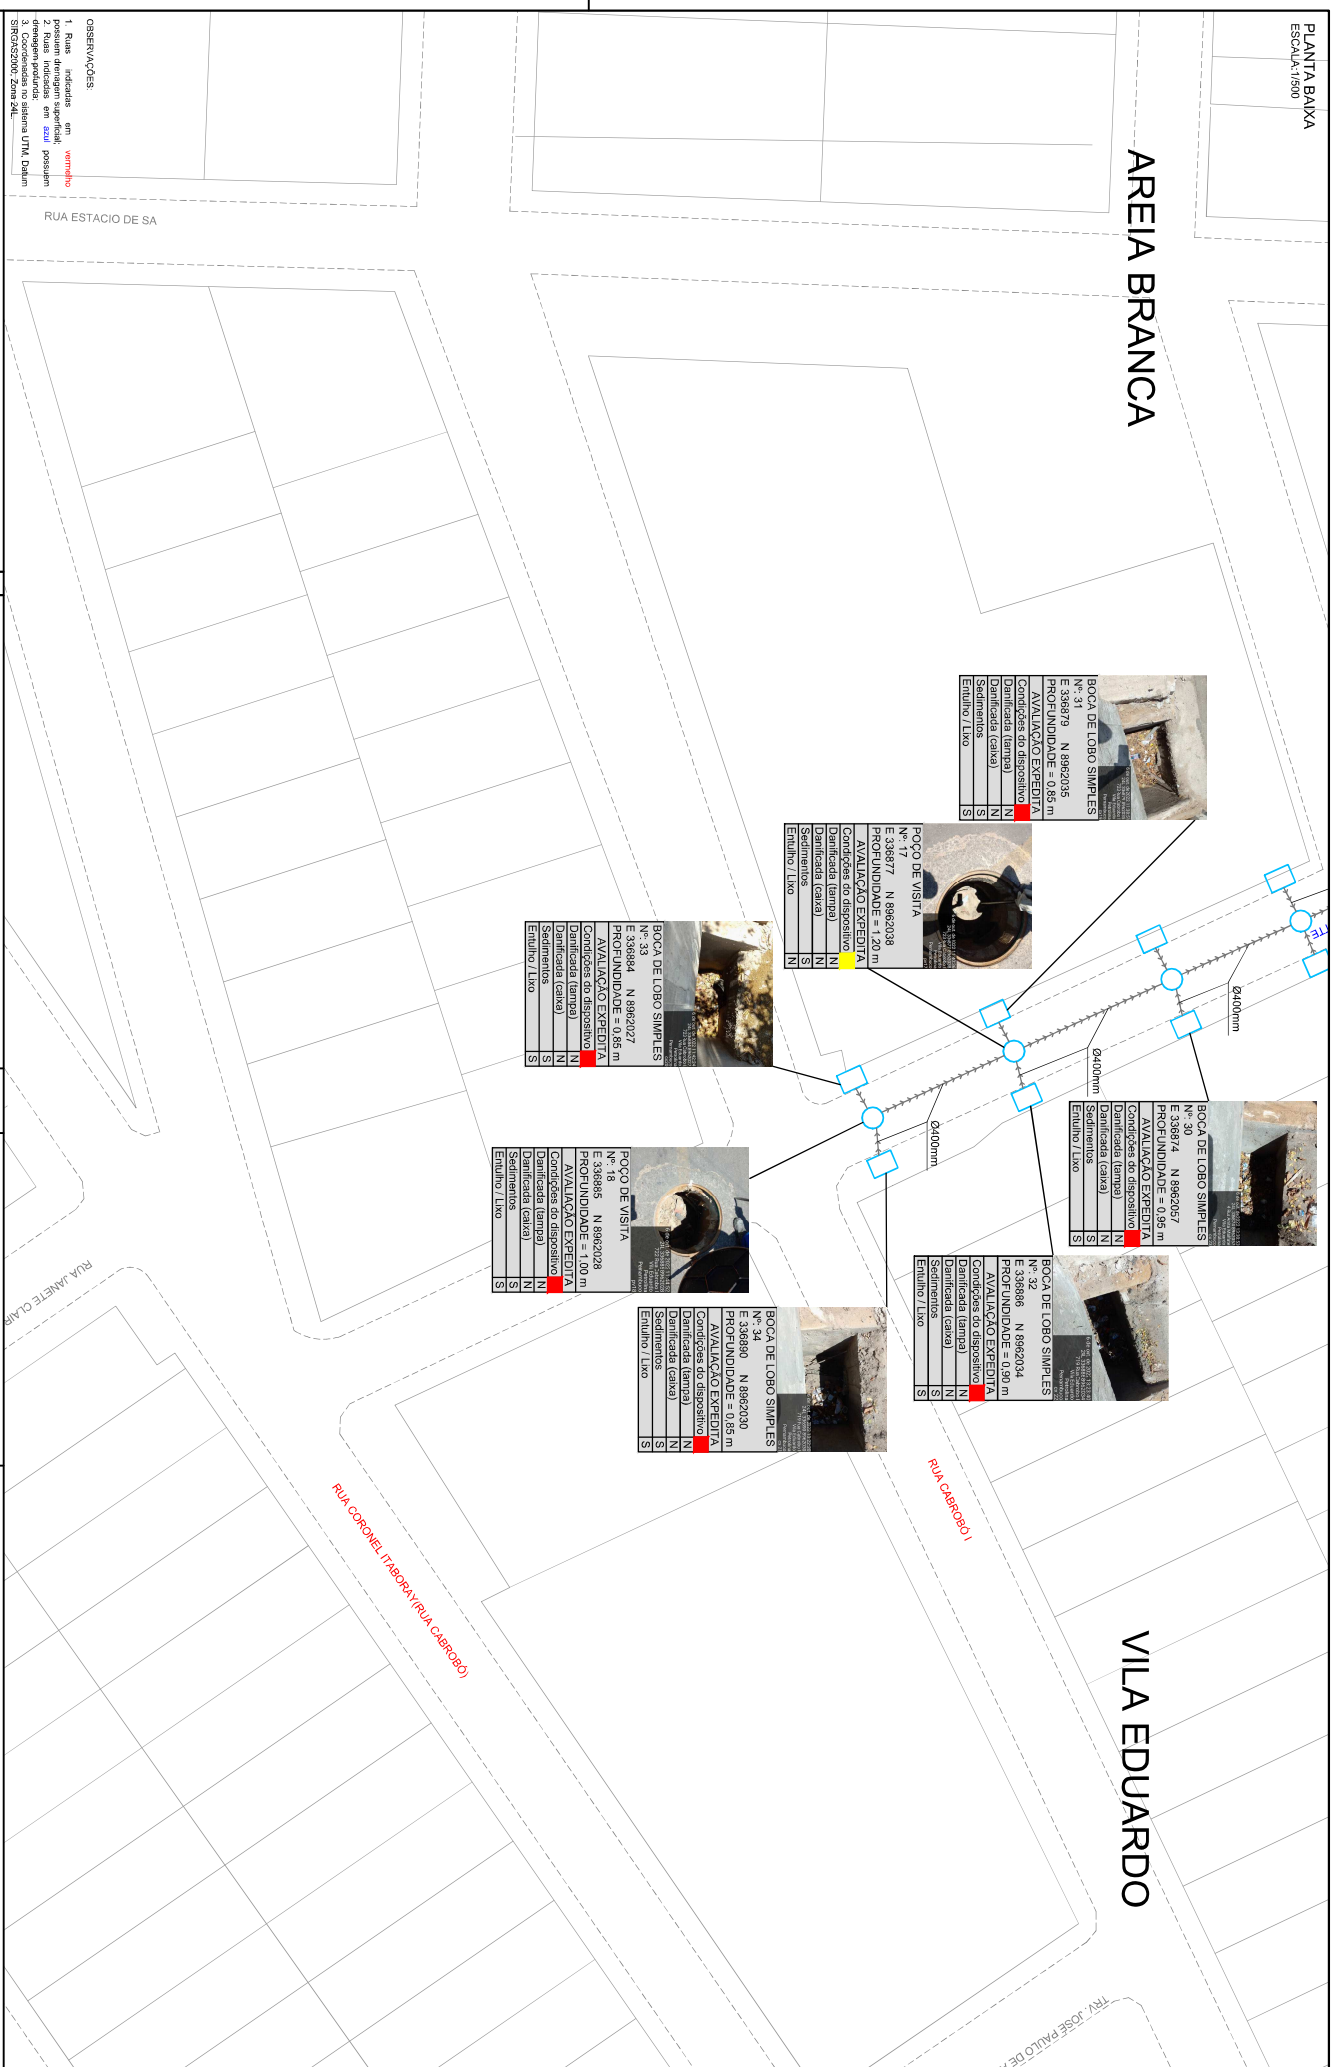 PLANTA BAIXA
ESCALA:1/500
AREIA BRANCA
VILA EDUARDO
OBSERVAÇÕES:
1. Ruas indicadas em vermelho
possuem drenagem superficial;
2. Ruas indicadas em azul possuem
drenagem profunda;
3. Coordenadas no sistema UTM, Datum
SIRGAS2000, Zona 24L.
RUA ESTACIO DE SA
BOCA DE LOBO SIMPLES
Nº: 31
E 336879 N 8962035
PROFUNDIDADE = 0,85 m
AVALIAÇÃO EXPEDITA
Condições do dispositivo
Danificada (tampa) N
Danificada (caixa) N
Sedimentos S
Entulho / Lixo S
POÇO DE VISITA
Nº: 17
E 336877 N 8962038
PROFUNDIDADE = 1,20 m
AVALIAÇÃO EXPEDITA
Condições do dispositivo
Danificada (tampa) N
Danificada (caixa) N
Sedimentos S
Entulho / Lixo N
BOCA DE LOBO SIMPLES
Nº: 33
E 336884 N 8962027
PROFUNDIDADE = 0,85 m
AVALIAÇÃO EXPEDITA
Condições do dispositivo
Danificada (tampa) N
Danificada (caixa) N
Sedimentos S
Entulho / Lixo S
Ø400mm
Ø400mm
Ø400mm
BOCA DE LOBO SIMPLES
Nº: 30
E 336874 N 8962057
PROFUNDIDADE = 0,95 m
AVALIAÇÃO EXPEDITA
Condições do dispositivo
Danificada (tampa) N
Danificada (caixa) N
Sedimentos S
Entulho / Lixo S
POÇO DE VISITA
Nº: 18
E 336885 N 8962028
PROFUNDIDADE = 1,00 m
AVALIAÇÃO EXPEDITA
Condições do dispositivo
Danificada (tampa) N
Danificada (caixa) N
Sedimentos S
Entulho / Lixo S
BOCA DE LOBO SIMPLES
Nº: 32
E 336886 N 8962034
PROFUNDIDADE = 0,90 m
AVALIAÇÃO EXPEDITA
Condições do dispositivo
Danificada (tampa) N
Danificada (caixa) N
Sedimentos S
Entulho / Lixo S
BOCA DE LOBO SIMPLES
Nº: 34
E 336890 N 8962030
PROFUNDIDADE = 0,85 m
AVALIAÇÃO EXPEDITA
Condições do dispositivo
Danificada (tampa) N
Danificada (caixa) N
Sedimentos S
Entulho / Lixo S
RUA JANETE CLAIR
RUA CABROBÓ I
RUA CORONEL ITABORAY(RUA CABROBÓ)
TRV. JOSÉ PAULO DE